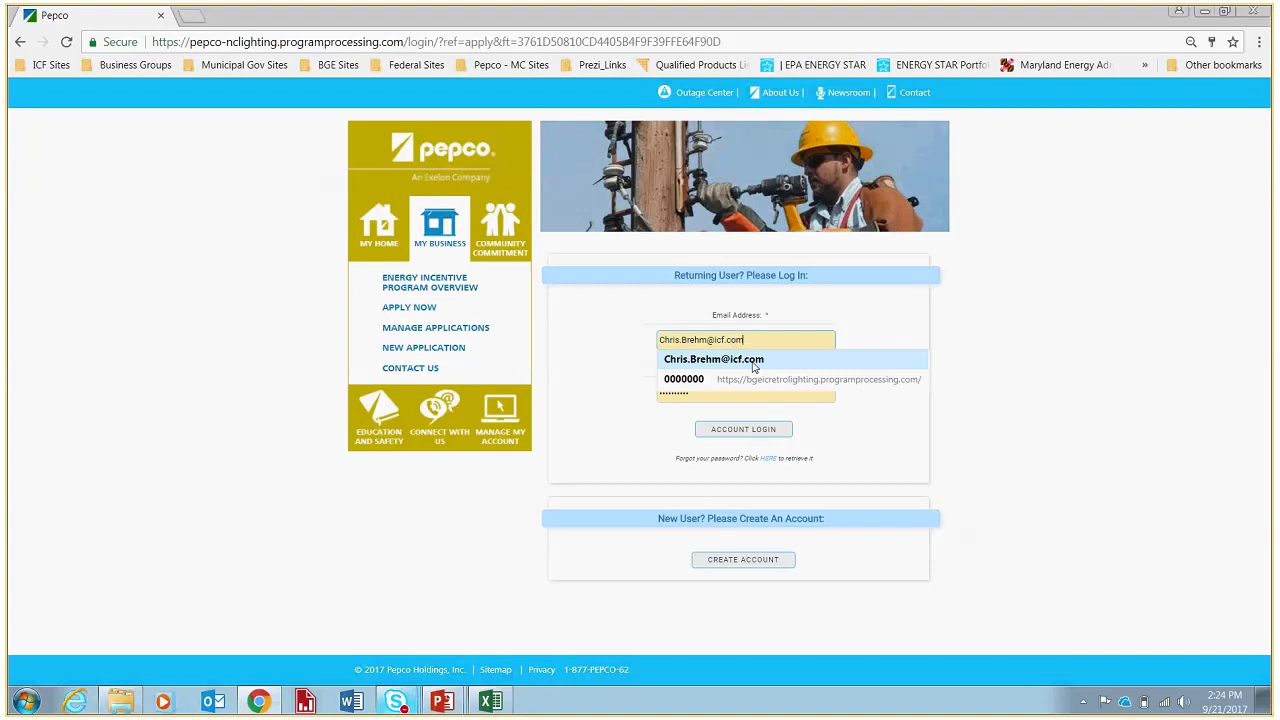 Pepco
Secure
https://pepco-nclighting.programprocessing.com/login/?ref=apply&ft=3761D50810CD4405B4F9F39FFE64F90D
ICF Sites
Business Groups
Municipal Gov Sites
BGE Sites
Federal Sites
Pepco - MC Sites
Prezi_Links
Qualified Products Li
| EPA ENERGY STAR
ENERGY STAR Portfo
Maryland Energy Adm
»
Other bookmarks
Outage Center |
About Us |
Newsroom |
Contact
pepco.
An Exelon Company
MY HOME
MY BUSINESS
COMMUNITY
COMMITMENT
ENERGY INCENTIVE
PROGRAM OVERVIEW
APPLY NOW
MANAGE APPLICATIONS
NEW APPLICATION
CONTACT US
EDUCATION
AND SAFETY
CONNECT WITH
US
MANAGE MY
ACCOUNT
Returning User? Please Log In:
Email Address: *
Chris.Brehm@icf.com
Chris.Brehm@icf.com
0000000 https://bgeicretrolighting.programprocessing.com/
••••••••••
ACCOUNT LOGIN
Forgot your password? Click HERE to retrieve it
New User? Please Create An Account:
CREATE ACCOUNT
© 2017 Pepco Holdings, Inc. | Sitemap | Privacy 1-877-PEPCO-62
2:24 PM
9/21/2017